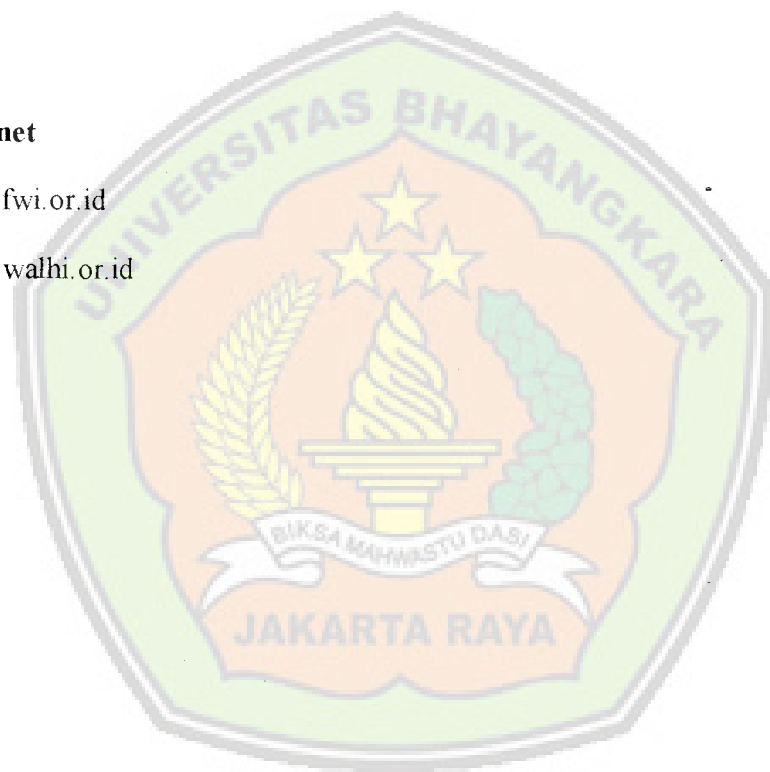 net
fwi.or.id
walhi.or.id
UNIVERSITAS BHAYANGKARA
BIKSA MAHWASTU DASI
JAKARTA RAYA